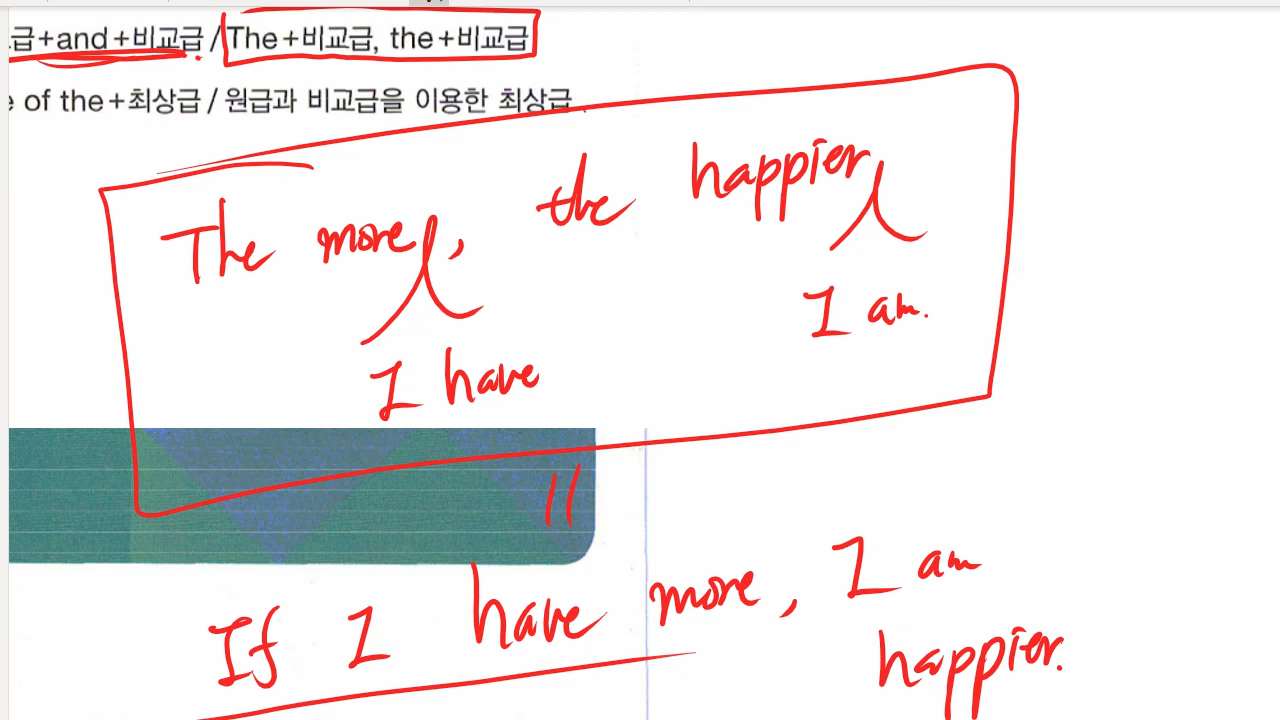 급+and+비교급 / The+비교급, the+비교급
e of the+최상급 / 원급과 비교급을 이용한 최상급
The more, the happier
I have
I am.
If I have more, I am
happier.